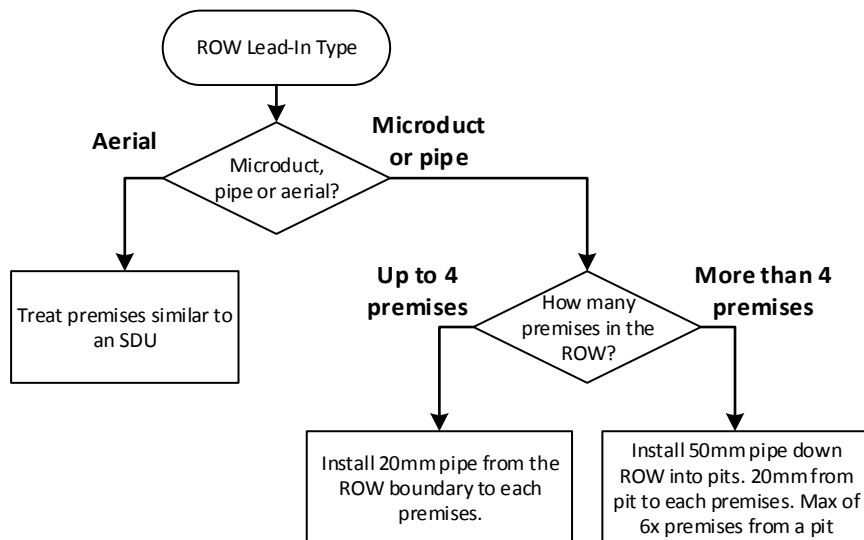 ROW Lead-In Type
Aerial
Microduct
or pipe
Microduct,
pipe or aerial?
Treat premises similar to
an SDU
Up to 4
premises
More than 4
premises
How many
premises in the
ROW?
Install 20mm pipe from the
ROW boundary to each
premises.
Install 50mm pipe down
ROW into pits. 20mm from
pit to each premises. Max of
6x premises from a pit